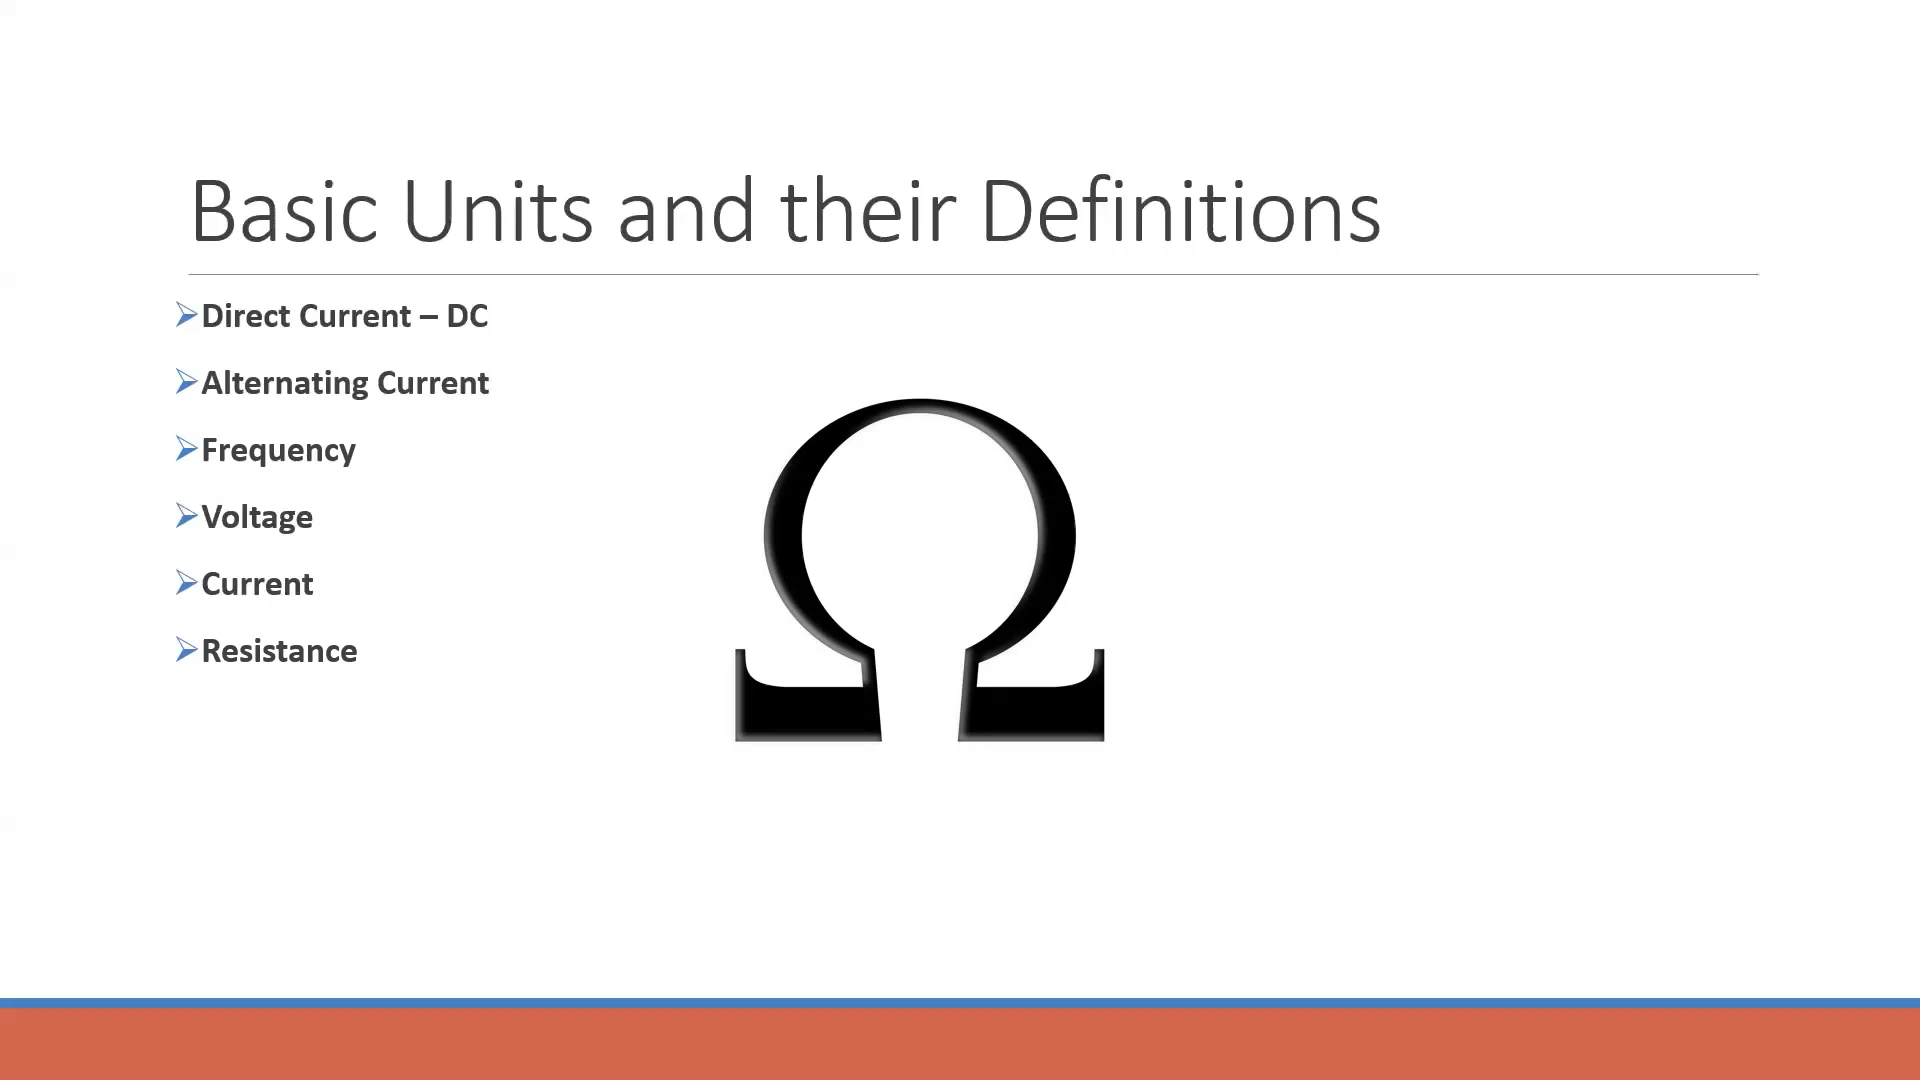 Basic Units and their Definitions
Direct Current – DC
Alternating Current
Frequency
Voltage
Current
Resistance
Ω